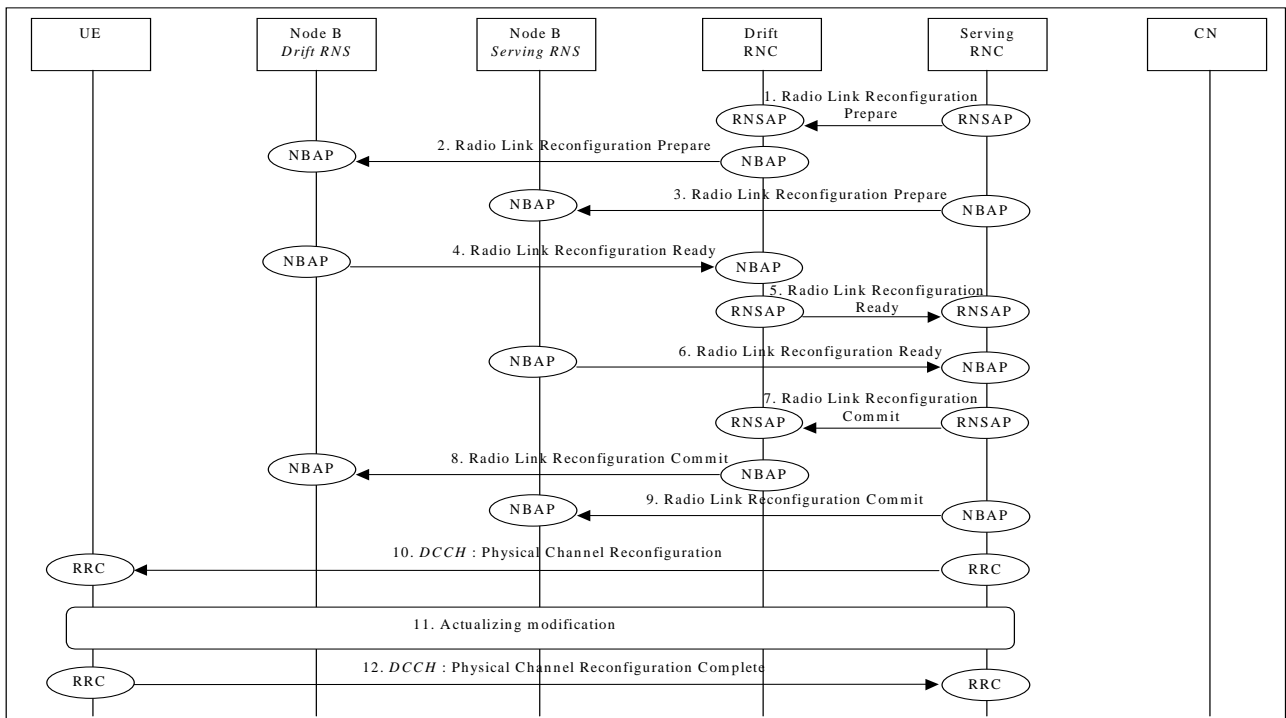 UE
Node B
Drift RNS
Node B
Serving RNS
Drift
RNC
Serving
RNC
CN
1. Radio Link Reconfiguration
Prepare
RNSAP
RNSAP
2. Radio Link Reconfiguration Prepare
NBAP
NBAP
3. Radio Link Reconfiguration Prepare
NBAP
NBAP
4. Radio Link Reconfiguration Ready
NBAP
NBAP
5. Radio Link Reconfiguration
Ready
RNSAP
RNSAP
6. Radio Link Reconfiguration Ready
NBAP
NBAP
7. Radio Link Reconfiguration
Commit
RNSAP
RNSAP
8. Radio Link Reconfiguration Commit
NBAP
NBAP
9. Radio Link Reconfiguration Commit
NBAP
NBAP
10. DCCH : Physical Channel Reconfiguration
RRC
RRC
11. Actualizing modification
12. DCCH : Physical Channel Reconfiguration Complete
RRC
RRC